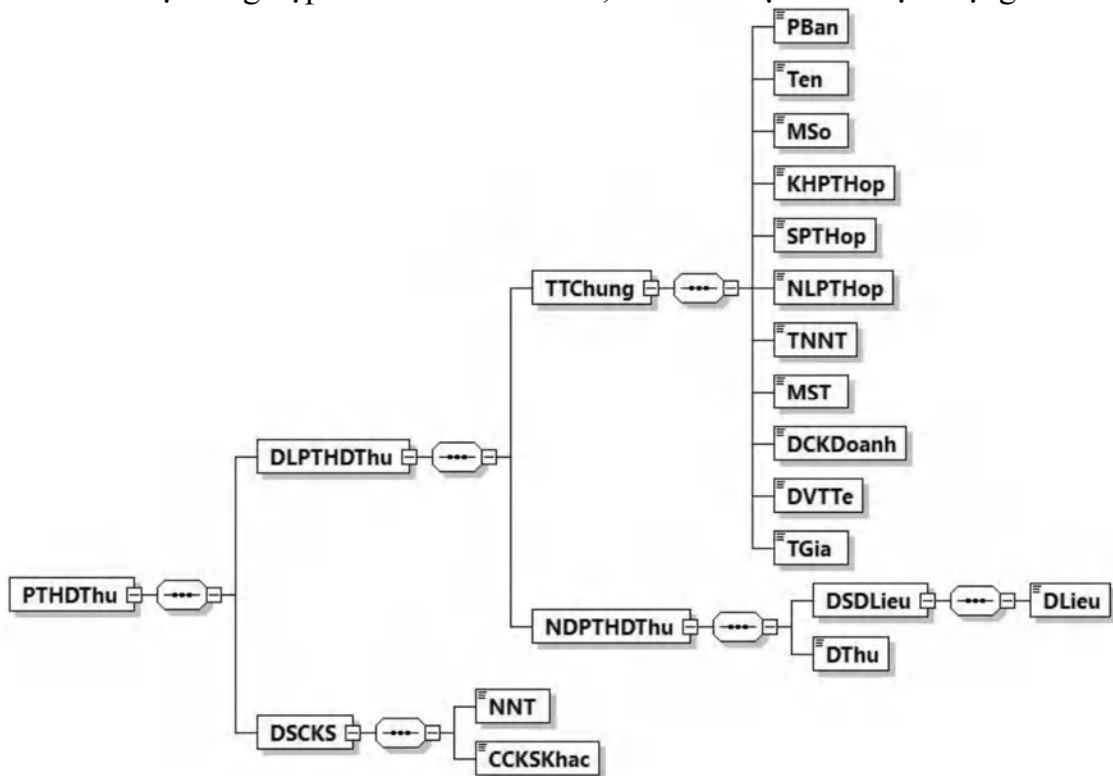 PBan
Ten
MSo
KHPTHop
SPTHop
TTChung
NLPTHop
TNNT
MST
DLPTHDThu
DCKDoanh
DVTTe
TGia
PTHDThu
DSDLieu
DLieu
NDPTHDThu
DThu
NNT
DSCKS
CCKSKhac